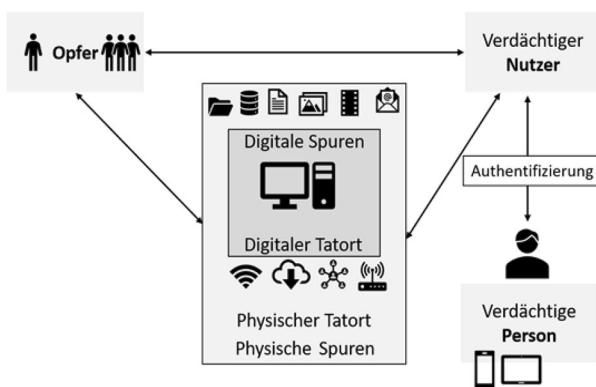 Opfer
Verdächtiger
Nutzer
Digitale Spuren
Authentifizierung
Digitaler Tatort
Physischer Tatort
Physische Spuren
Verdächtige
Person